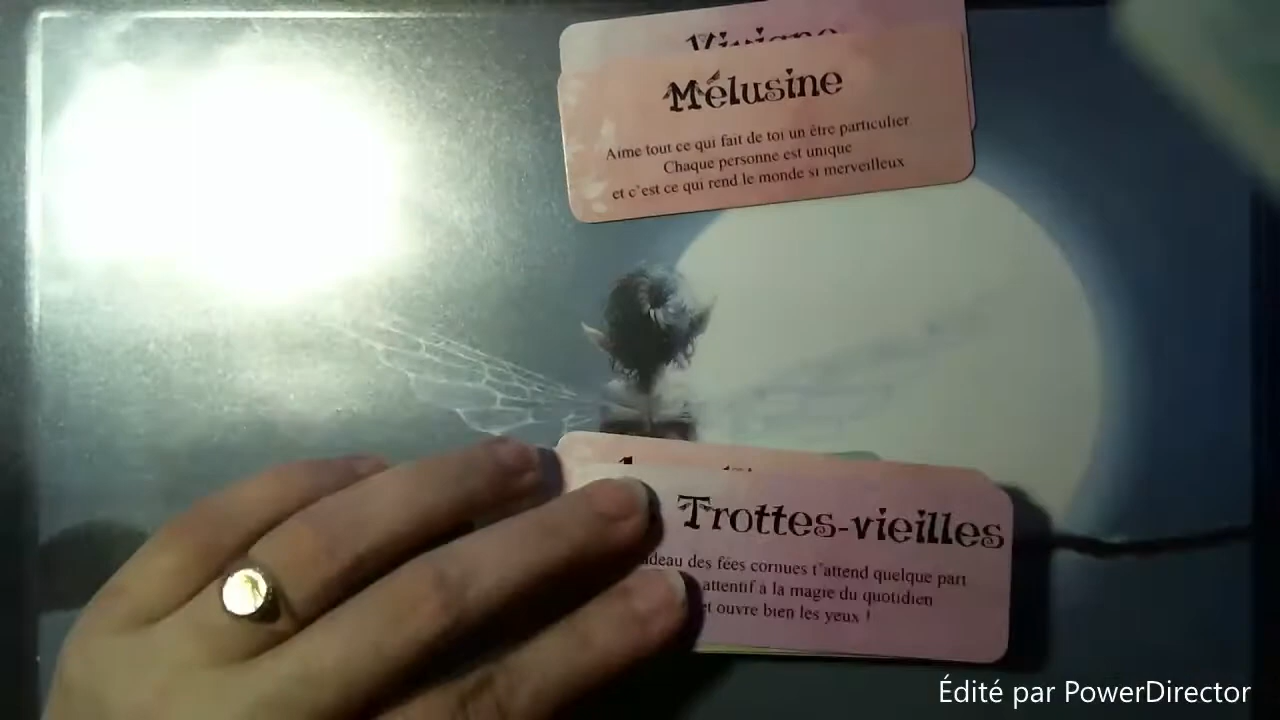 Mélusine
Aime tout ce qui fait de toi un être particulier
Chaque personne est unique
et c'est ce qui rend le monde si merveilleux
Trottes-vieilles
des fées cornues t'attend quelque part
attentif à la magie du quotidien
et ouvre bien les yeux !
Édité par PowerDirector